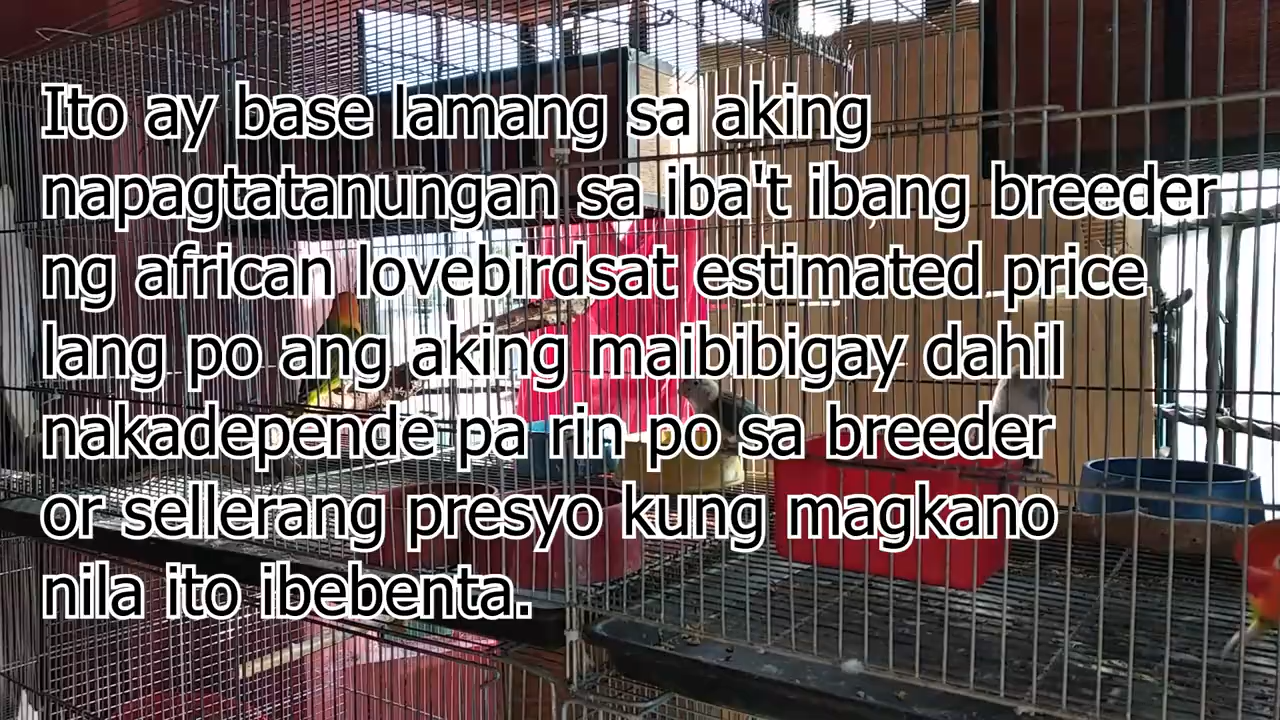 Ito ay base lamang sa aking
napagtatanungan sa iba't ibang breeder
ng african lovebirdsat estimated price
lang po ang aking maibibigay dahil
nakadepende pa rin po sa breeder
or sellerang presyo kung magkano
nila ito ibebenta.